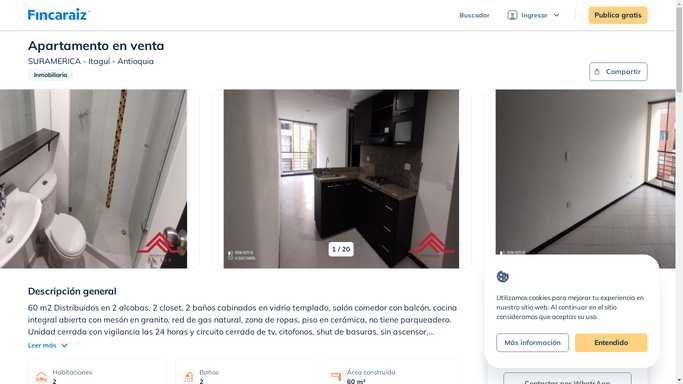 Fincaraiz
Buscador
Ingresar
Publica gratis
Apartamento en venta
SURAMERICA - Itaguí - Antioquia
Inmobiliaria
Compartir
1 / 20
Descripción general
60 m2 Distribuidos en 2 alcobas, 2 closet, 2 baños cabinados en vidrio templado, salón comedor con balcón, cocina
integral abierta con mesón en granito, red de gas natural, zona de ropas, piso en cerámica, no tiene parqueadero.
Unidad cerrada con vigilancia las 24 horas y circuito cerrado de tv, citofonos, shut de basuras, sin ascensor,...
Leer más
Habitaciones
2
Baños
2
Área construida
60 m²
Utilizamos cookies para mejorar tu experiencia en
nuestro sitio web. Al continuar en el sitio
consideramos que aceptas su uso.
Más información
Entendido
Contactar por WhatsApp